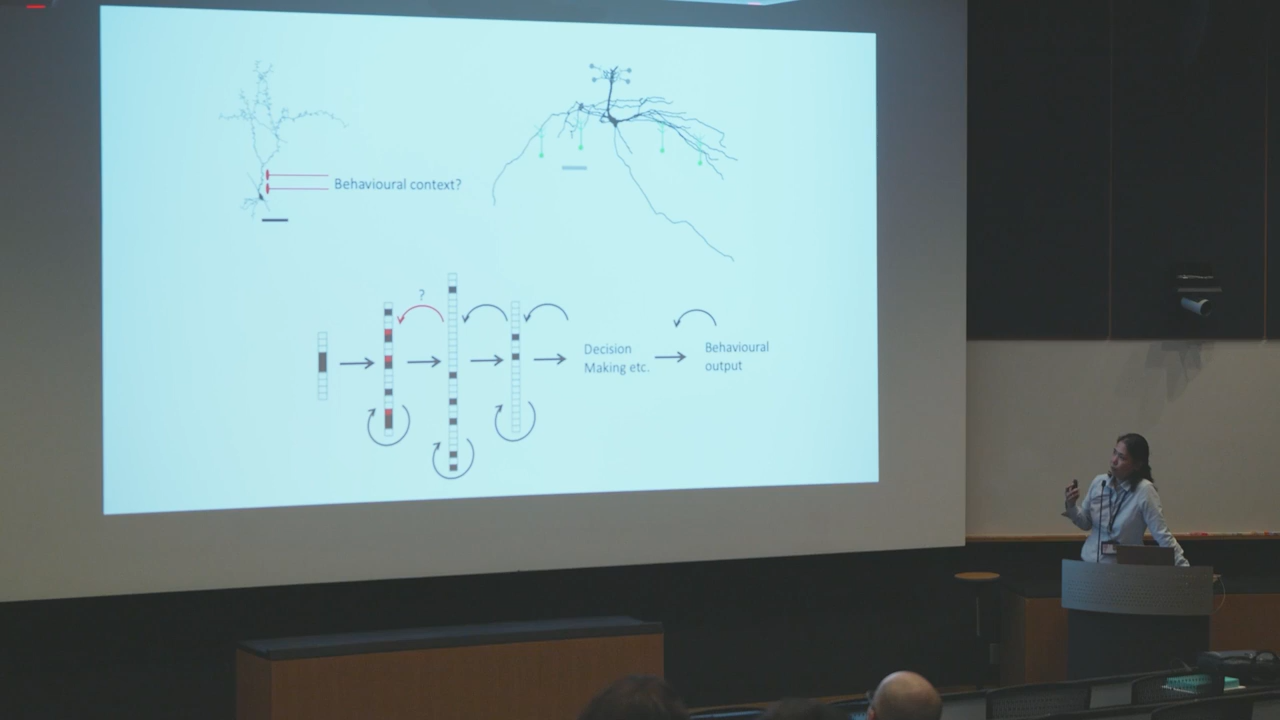 Behavioural context?
?
Decision
Making etc.
Behavioural
output